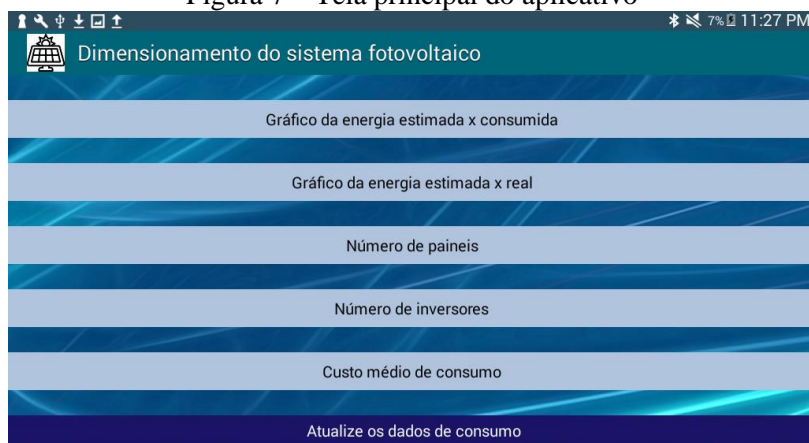 Figura 7 – Tela principal do aplicativo
7% 11:27 PM
Dimensionamento do sistema fotovoltaico
Gráfico da energia estimada x consumida
Gráfico da energia estimada x real
Número de paineis
Número de inversores
Custo médio de consumo
Atualize os dados de consumo